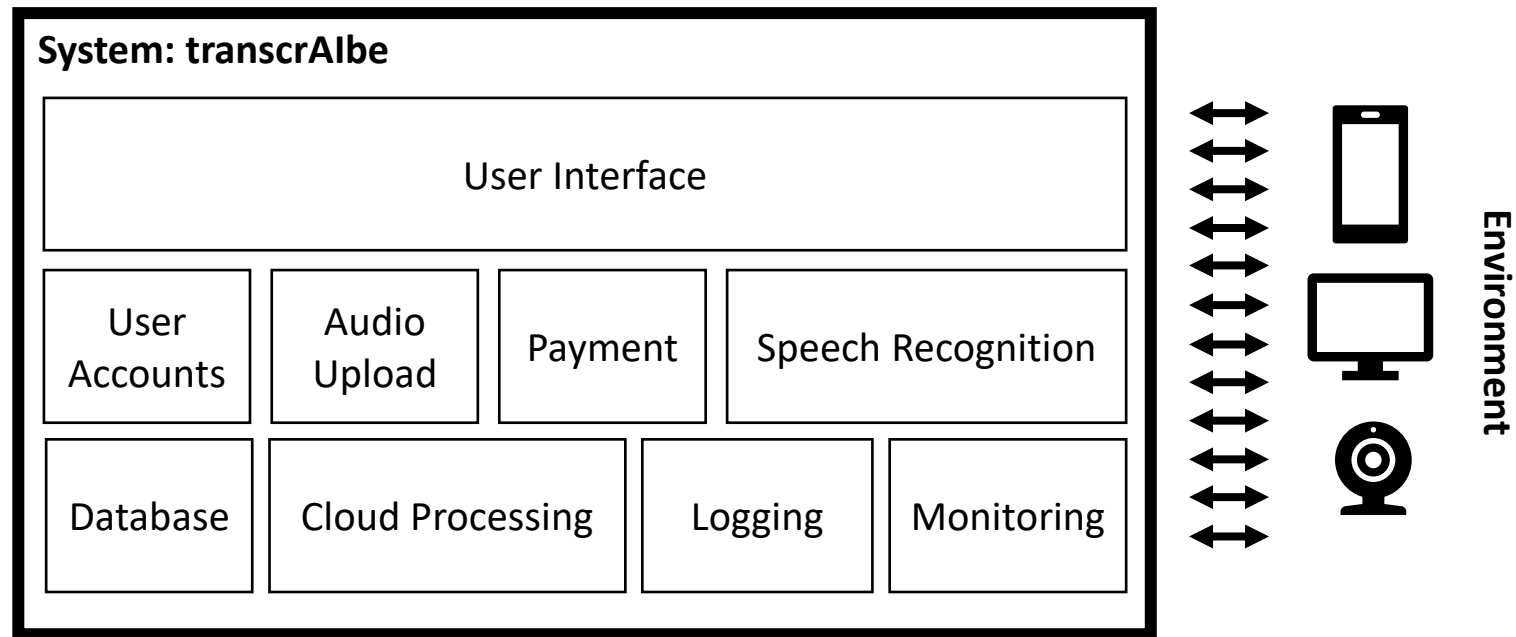 System: transcrAIbe
User Interface
User
Accounts
Audio
Upload
Payment
Speech Recognition
Database
Cloud Processing
Logging
Monitoring
Environment